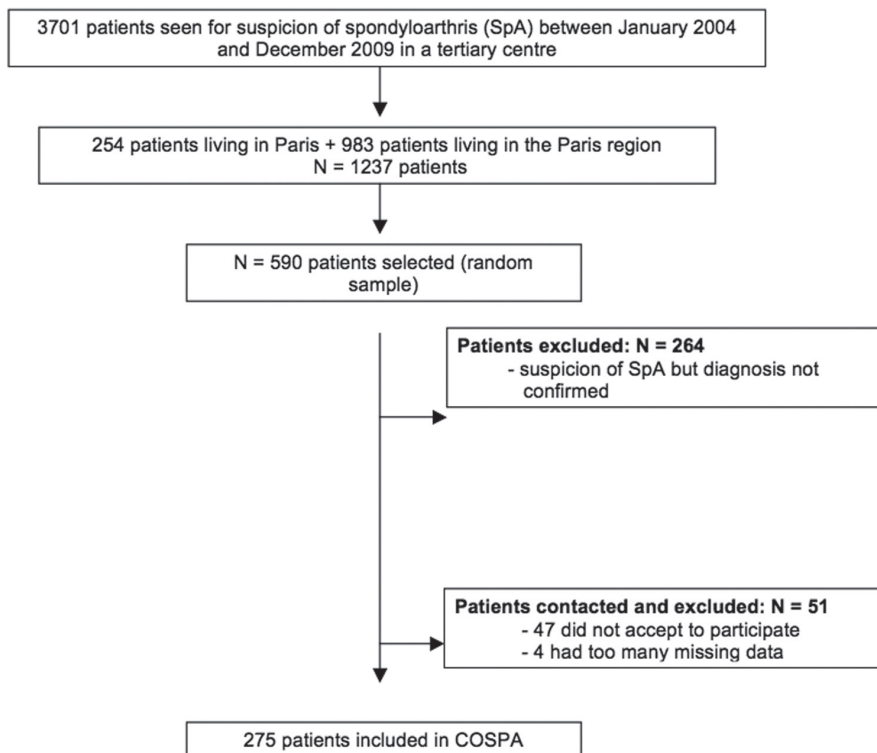 3701 patients seen for suspicion of spondyloarthris (SpA) between January 2004
and December 2009 in a tertiary centre
254 patients living in Paris + 983 patients living in the Paris region
N = 1237 patients
N = 590 patients selected (random
sample)
Patients excluded: N = 264
- suspicion of SpA but diagnosis not
confirmed
Patients contacted and excluded: N = 51
- 47 did not accept to participate
- 4 had too many missing data
275 patients included in COSPA